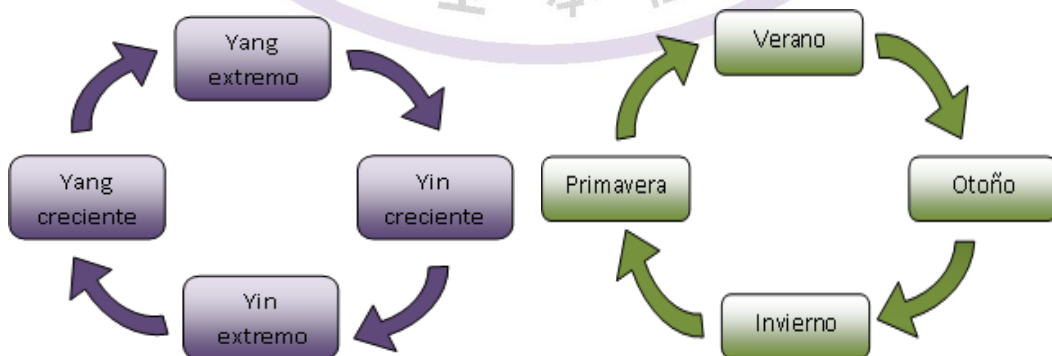 Yang
extremo
Yang
creciente
Yin
creciente
Yin
extremo
Verano
Primavera
Otoño
Invierno